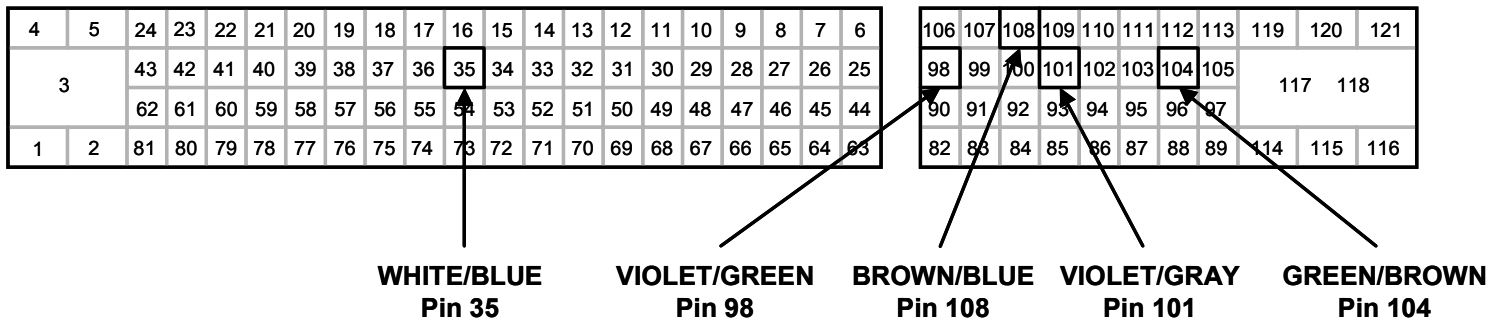 4 5 24 23 22 21 20 19 18 17 16 15 14 13 12 11 10 9 8 7 6 106 107 108 109 110 111 112 113 119 120 121
3 43 42 41 40 39 38 37 36 35 34 33 32 31 30 29 28 27 26 25 98 99 100 101 102 103 104 105 117 118
62 61 60 59 58 57 56 55 54 53 52 51 50 49 48 47 46 45 44 90 91 92 93 94 95 96 97
1 2 81 80 79 78 77 76 75 74 73 72 71 70 69 68 67 66 65 64 63 82 83 84 85 86 87 88 89 114 115 116
WHITE/BLUE VIOLET/GREEN BROWN/BLUE VIOLET/GRAY GREEN/BROWN
Pin 35 Pin 98 Pin 108 Pin 101 Pin 104